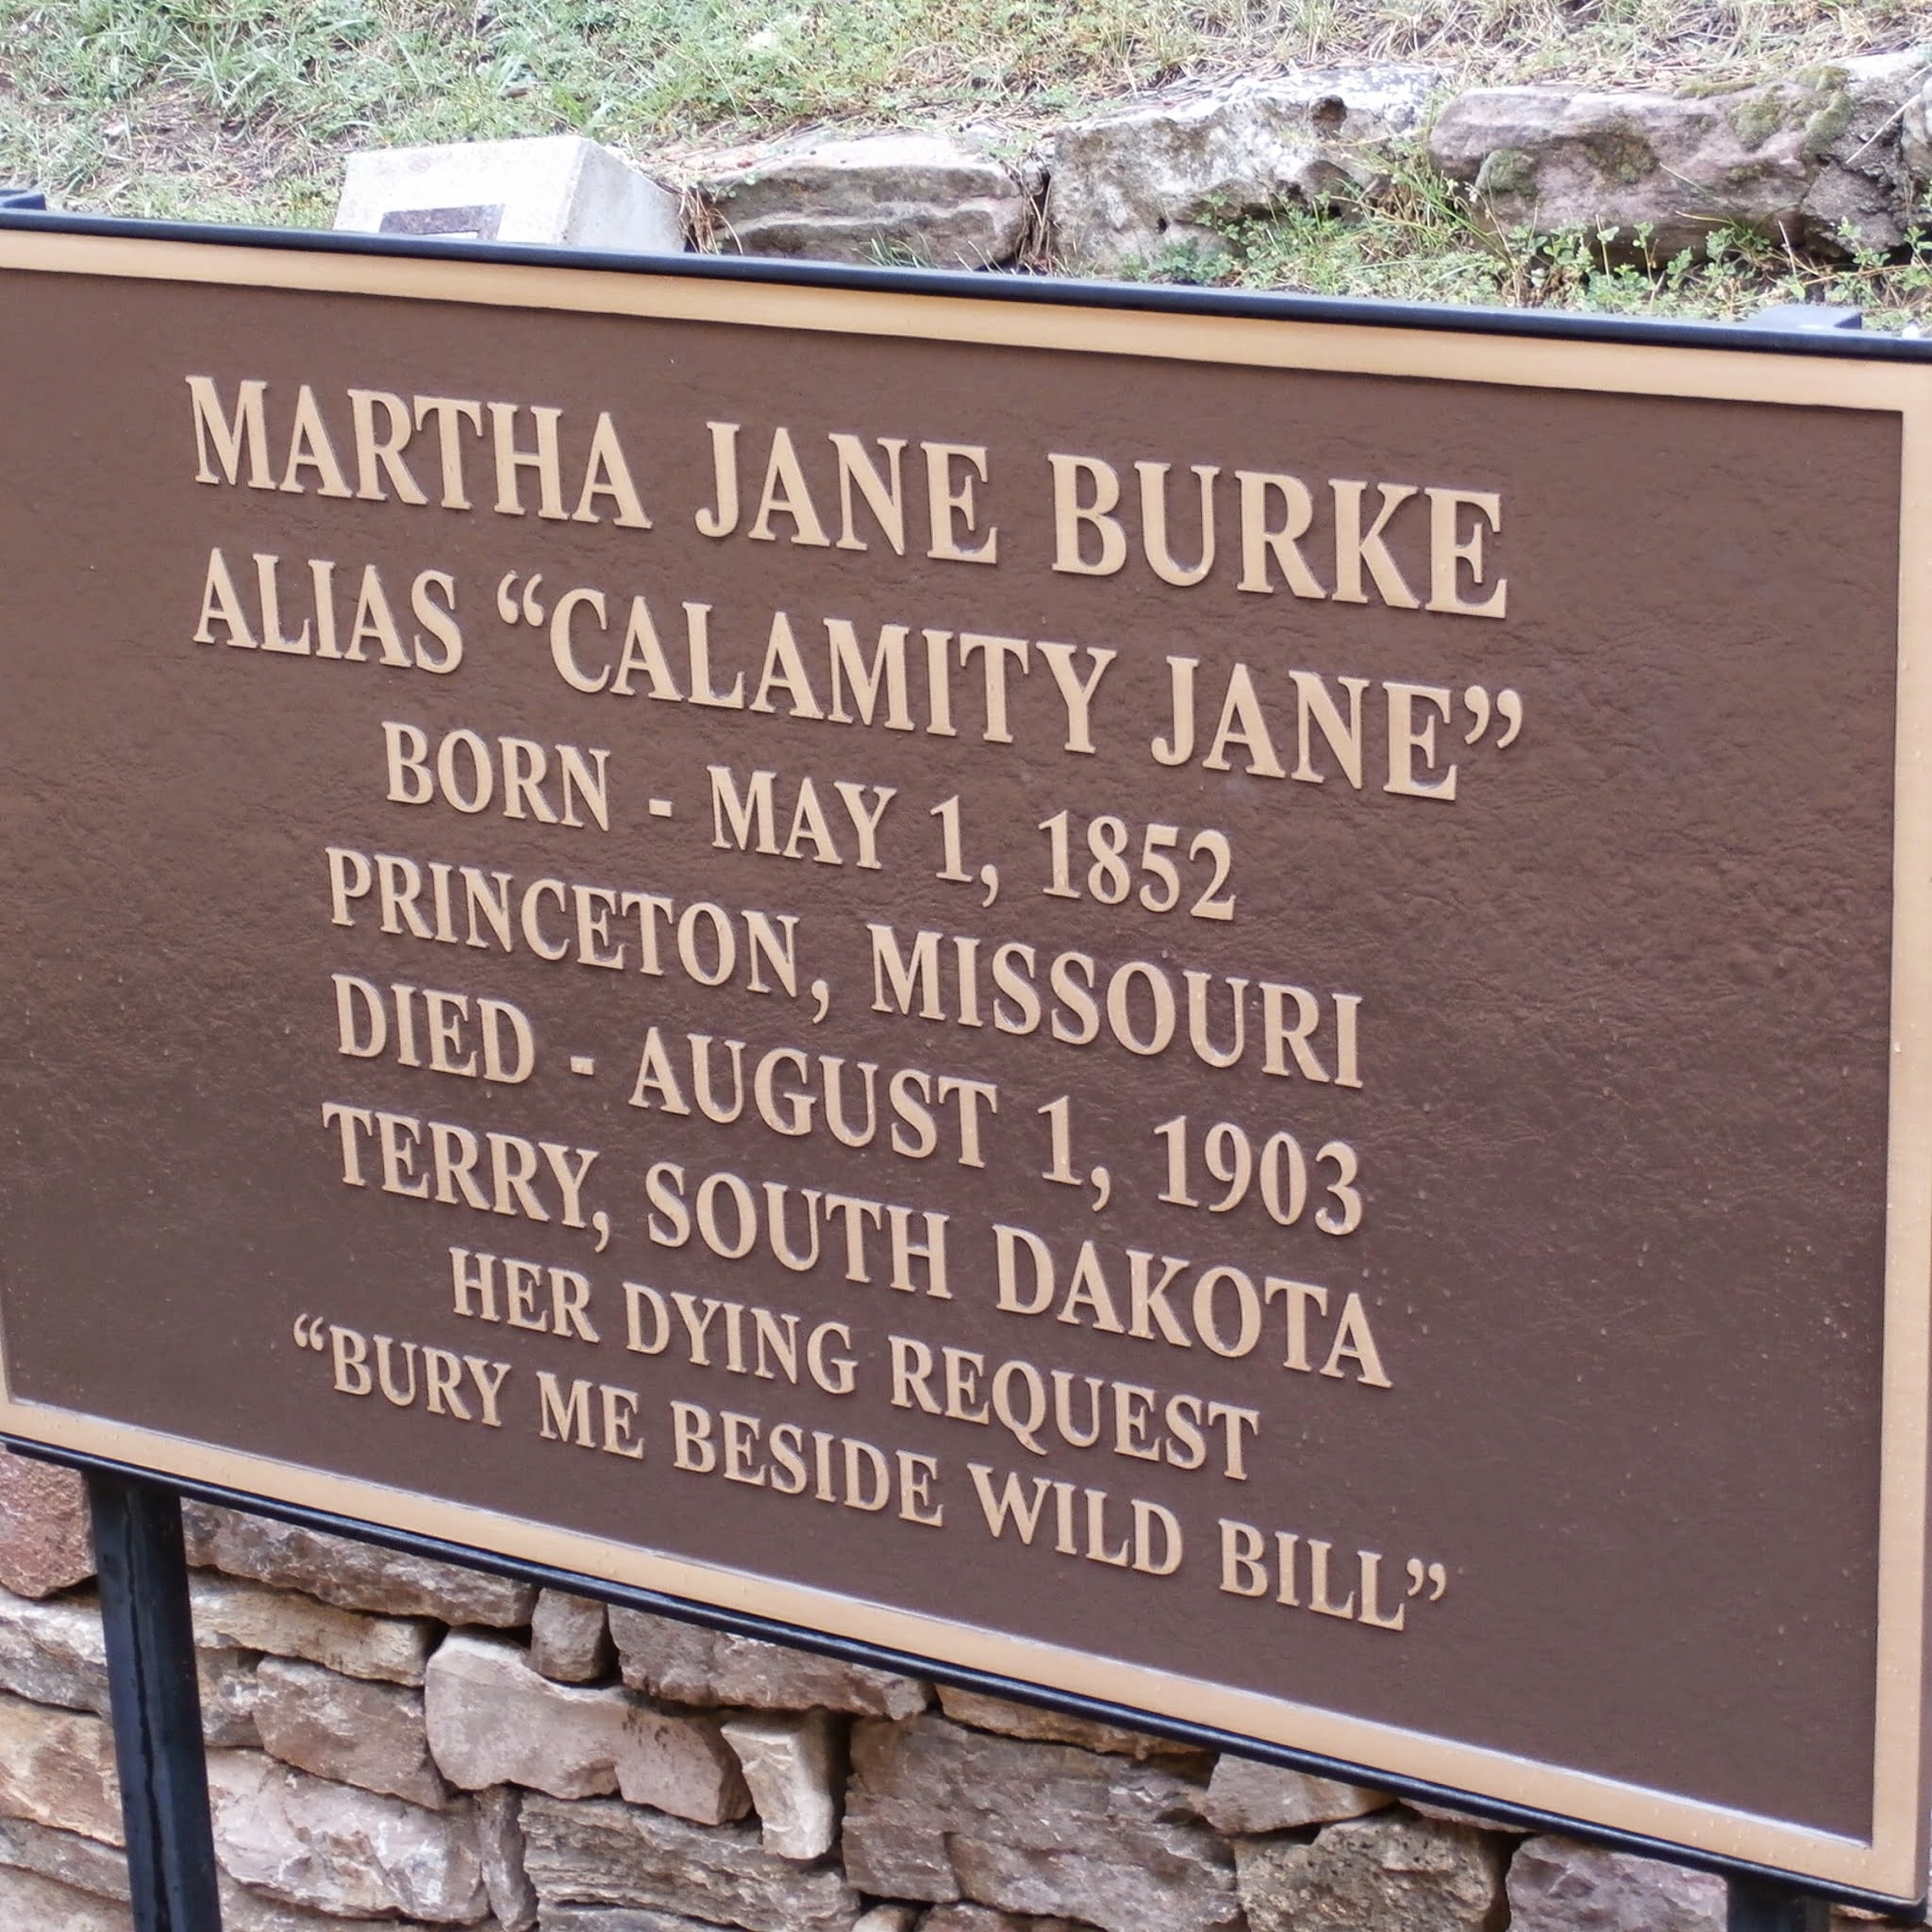 MARTHA JANE BURKE
ALIAS “CALAMITY JANE”
BORN - MAY 1, 1852
PRINCETON, MISSOURI
DIED - AUGUST 1, 1903
TERRY, SOUTH DAKOTA
HER DYING REQUEST
“BURY ME BESIDE WILD BILL”